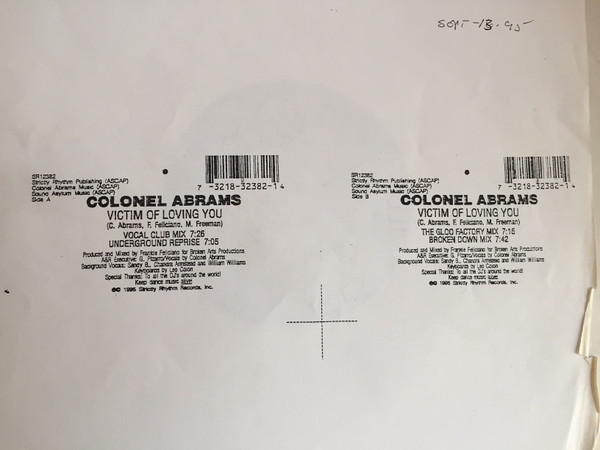 SEPT-13-95
SR12382
Strictly Rhythm Publishing (ASCAP)
Colonel Abrams Music (ASCAP)
Sound Asylum Music (ASCAP)
Side A
7 -3218-32382-1 4
COLONEL ABRAMS
VICTIM OF LOVING YOU
(C. Abrams, F. Feliciano, M. Freeman)
VOCAL CLUB MIX 7:26
UNDERGROUND REPRISE 7:05
Produced and Mixed by Frankie Feliciano for Broken Arts Productions
A&R Executive: G. Pizarro/vocals by Colonel Abrams
Background Vocals: Sandy B., Chandra Armstead and William Williams
Keyboards by Leo Colon
Special Thanks: To all the DJ's around the world!
Keep dance music alive!
℗© 1995 Strictly Rhythm Records, Inc.
SR12382
Strictly Rhythm Publishing (ASCAP)
Colonel Abrams Music (ASCAP)
Sound Asylum Music (ASCAP)
Side B
7 -3218-32382-1 4
COLONEL ABRAMS
VICTIM OF LOVING YOU
(C. Abrams, F. Feliciano, M. Freeman)
THE GLOO FACTORY MIX 7:15
BROKEN DOWN MIX 7:42
Produced and Mixed by Frankie Feliciano for Broken Arts Productions
A&R Executive: G. Pizarro/vocals by Colonel Abrams
Background Vocals: Sandy B., Chandra Armstead and William Williams
Keyboards by Leo Colon
Special Thanks: To all the DJ's around the world!
Keep dance music alive!
℗© 1995 Strictly Rhythm Records, Inc.